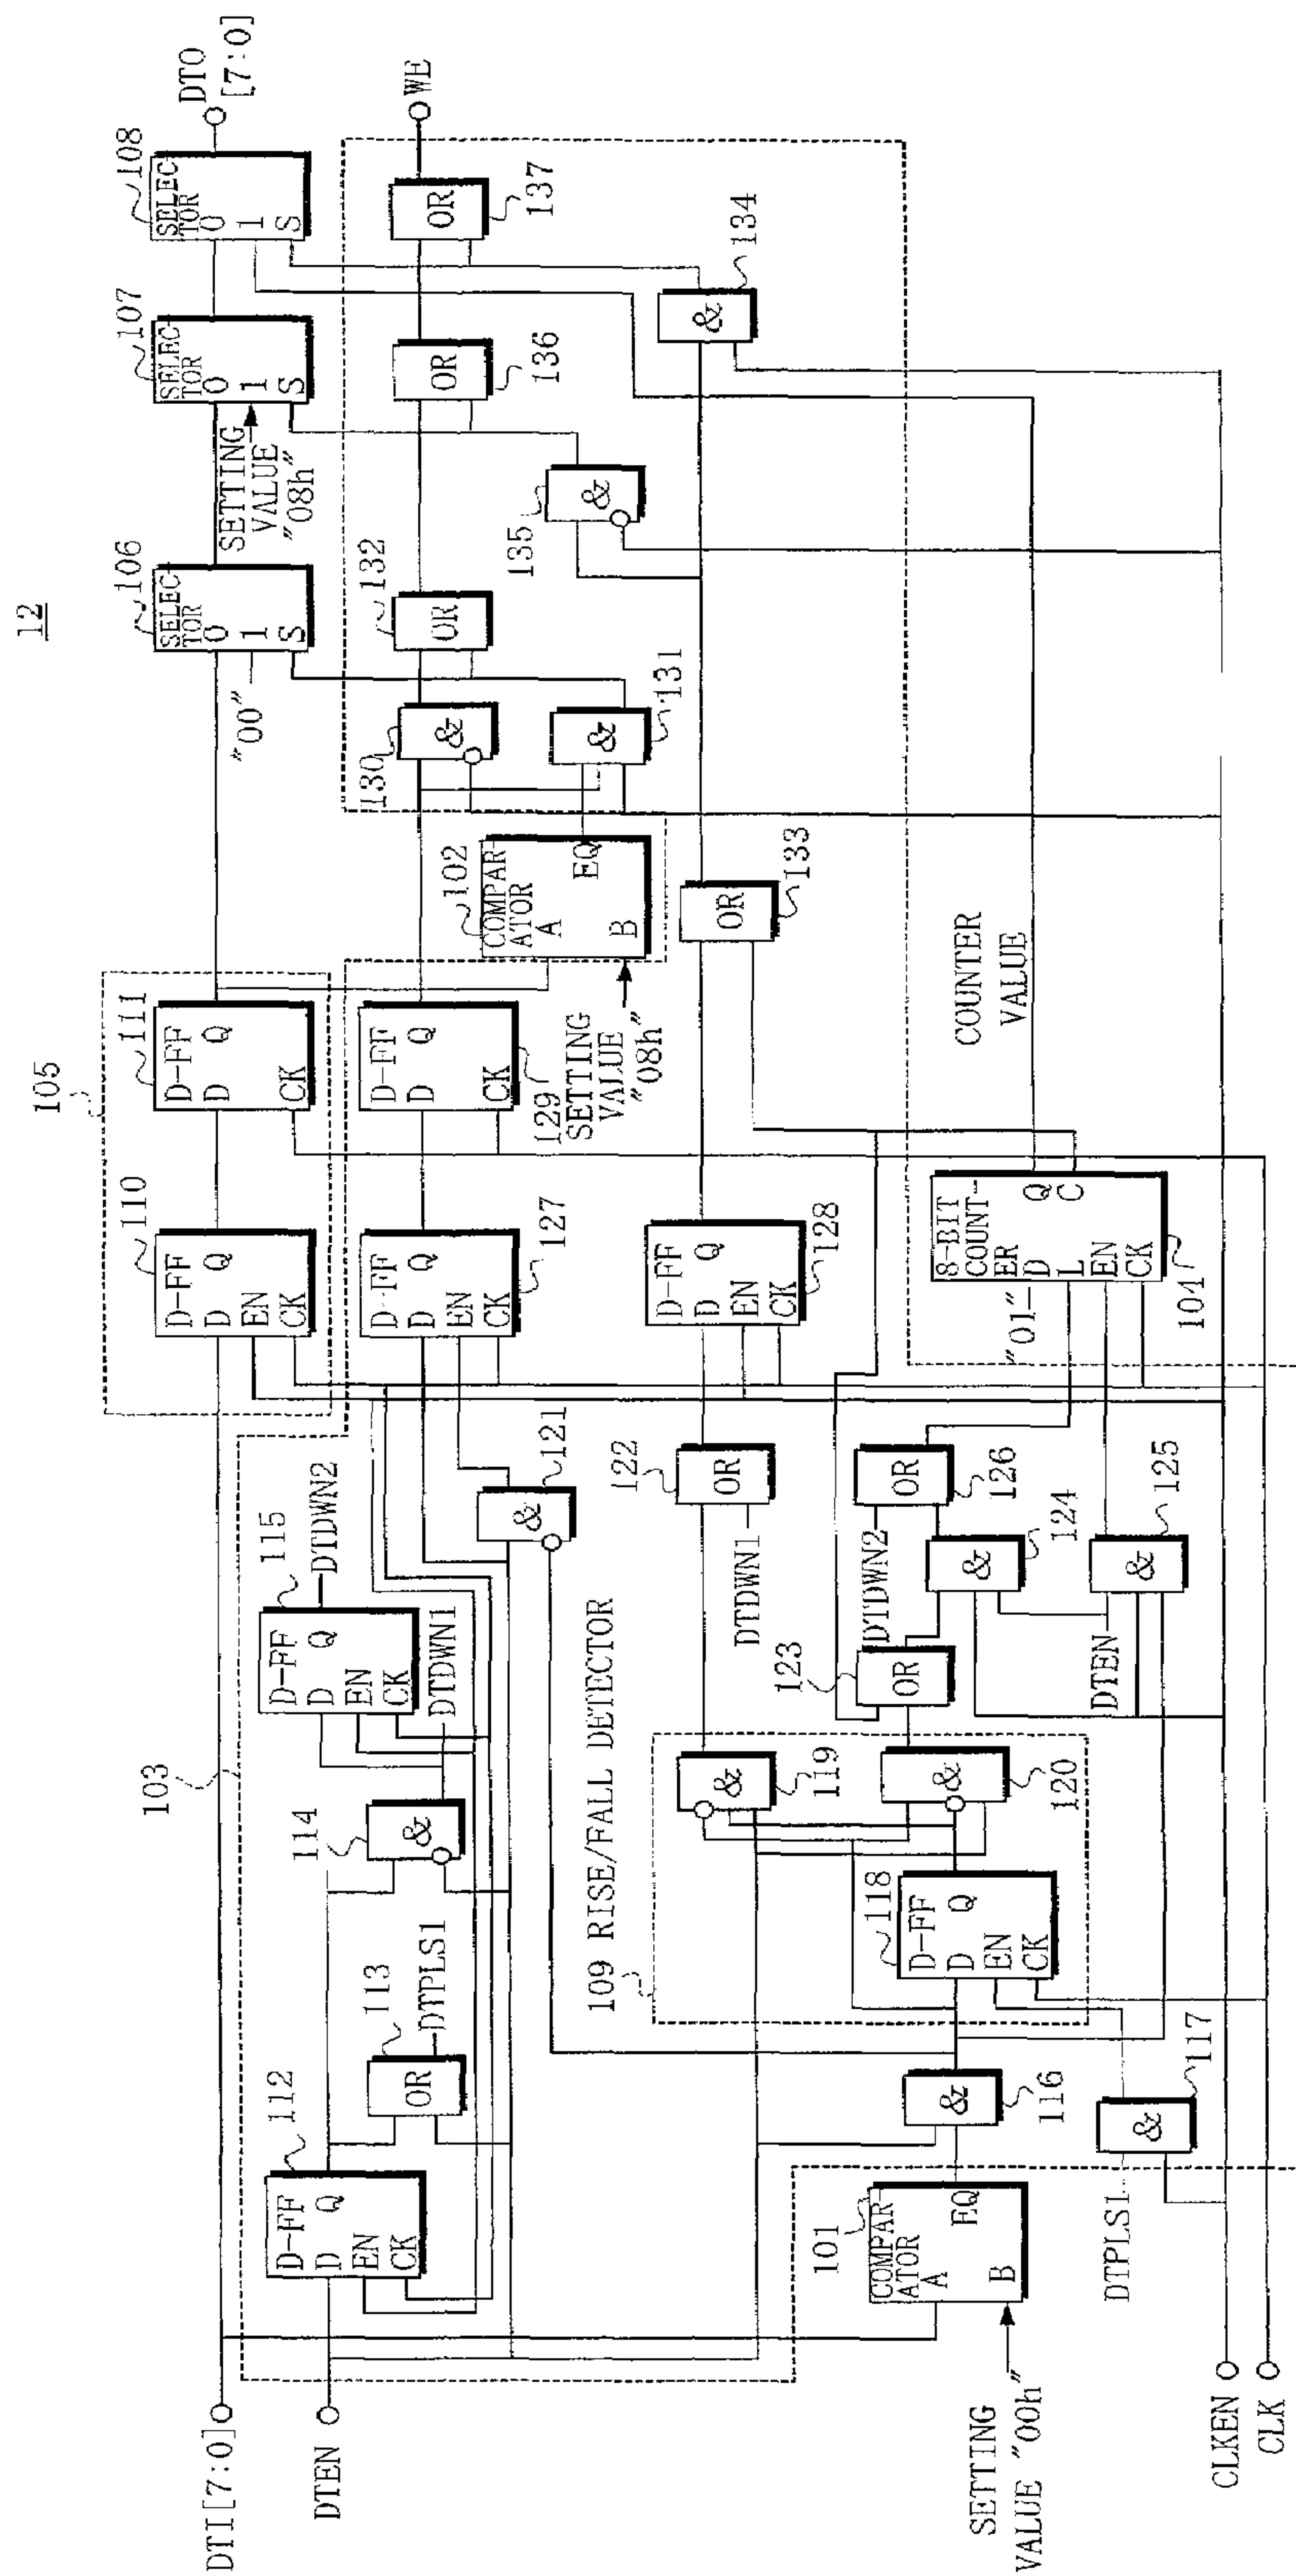 12
DTI[7:0]
DTEN
103
112
D-FF
D Q
EN
CK
113
OR
DTPLS1
114
&
DTDWN1
115
D-FF
D Q
EN
CK
DTDWN2
121
&
105
110
D-FF
D Q
EN
CK
111
D-FF
D Q
CK
127
D-FF
D Q
EN
CK
129
D-FF
D Q
CK
106
SELEC-
TOR
0
1
S
"00"
107
SELEC-
TOR
0
1
S
SETTING
VALUE
"08h"
108
SELEC-
TOR
0
1
S
DTO
[7:0]
102
COMPAR-
ATOR
A
EQ
B
SETTING
VALUE
"08h"
130
&
131
&
132
OR
135
&
136
OR
137
OR
WE
134
&
133
OR
109 RISE/FALL DETECTOR
119
&
120
&
118
D-FF
D Q
EN
CK
122
OR
DTDWN1
128
D-FF
D Q
EN
CK
123
OR
DTDWN2
126
OR
124
&
DTEN
125
&
"01"
8-BIT
COUNT-
ER
D Q
L C
EN
CK
104
COUNTER
VALUE
101
COMPAR-
ATOR
A
EQ
B
SETTING
VALUE "00h"
116
&
117
&
DTPLS1
CLKEN
CLK